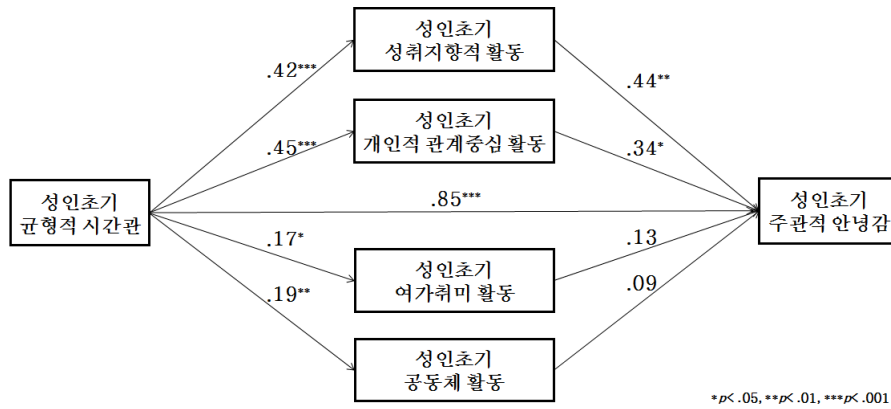 성인초기
성취지향적 활동
.42***
.44**
성인초기
개인적 관계중심 활동
.45***
.34*
성인초기
균형적 시간관
.85***
성인초기
주관적 안녕감
.17*
.13
성인초기
여가취미 활동
.19**
.09
성인초기
공동체 활동
*p< .05, **p< .01, ***p< .001